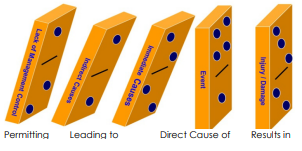 Lack of Management Control
Indirect Causes
Immediate Causes
Event
Injury / Damage
Permitting
Leading to
Direct Cause of
Results in